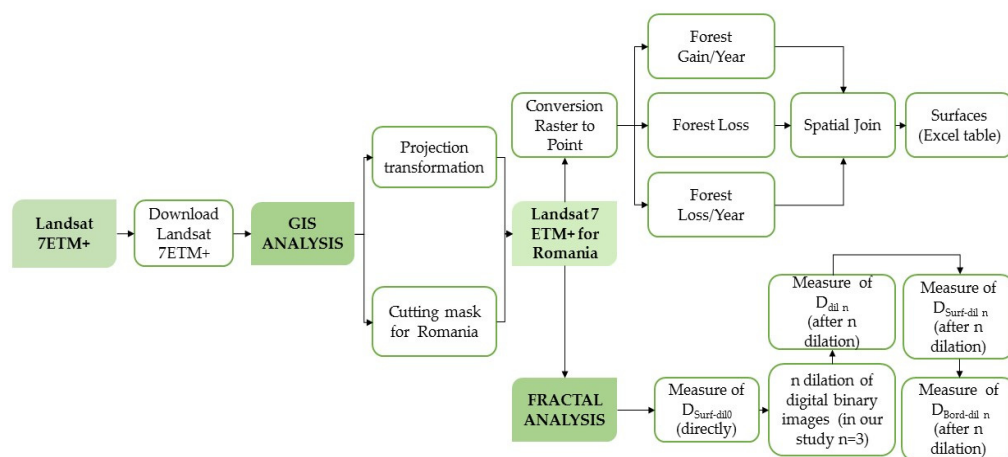 Landsat
7ETM+
Download
Landsat
7ETM+
GIS
ANALYSIS
Projection
transformation
Cutting mask
for Romania
Landsat 7
ETM+ for
Romania
Conversion
Raster to
Point
Forest
Gain/Year
Forest Loss
Forest
Loss/Year
Spatial Join
Surfaces
(Excel table)
FRACTAL
ANALYSIS
Measure of
DSurf-dil0
(directly)
n dilation of
digital binary
images (in our
study n=3)
Measure of
Ddil n
(after n
dilation)
Measure of
DSurf-dil n
(after n
dilation)
Measure of
DBord-dil n
(after n
dilation)